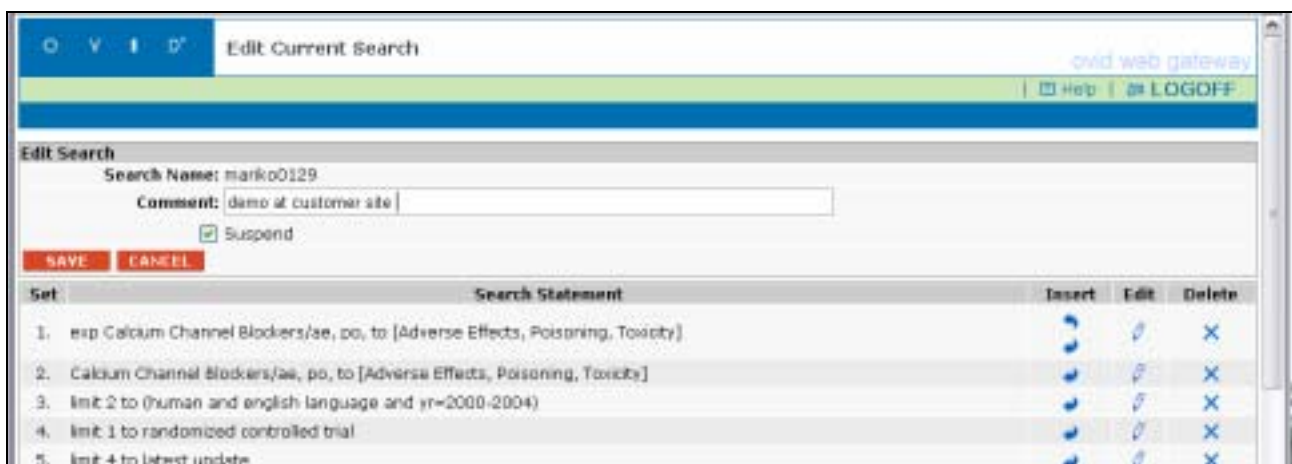 O V I D
Edit Current Search
ovid web gateway
| Help | LOGOFF
Edit Search
Search Name: mariko0129
Comment: demo at customer site
Suspend
SAVE CANCEL
Set Search Statement Insert Edit Delete
1. exp Calcium Channel Blockers/ae, po, to [Adverse Effects, Poisoning, Toxicity]
2. Calcium Channel Blockers/ae, po, to [Adverse Effects, Poisoning, Toxicity]
3. limit 2 to (human and english language and yr=2000-2004)
4. limit 1 to randomized controlled trial
5. limit 4 to latest update